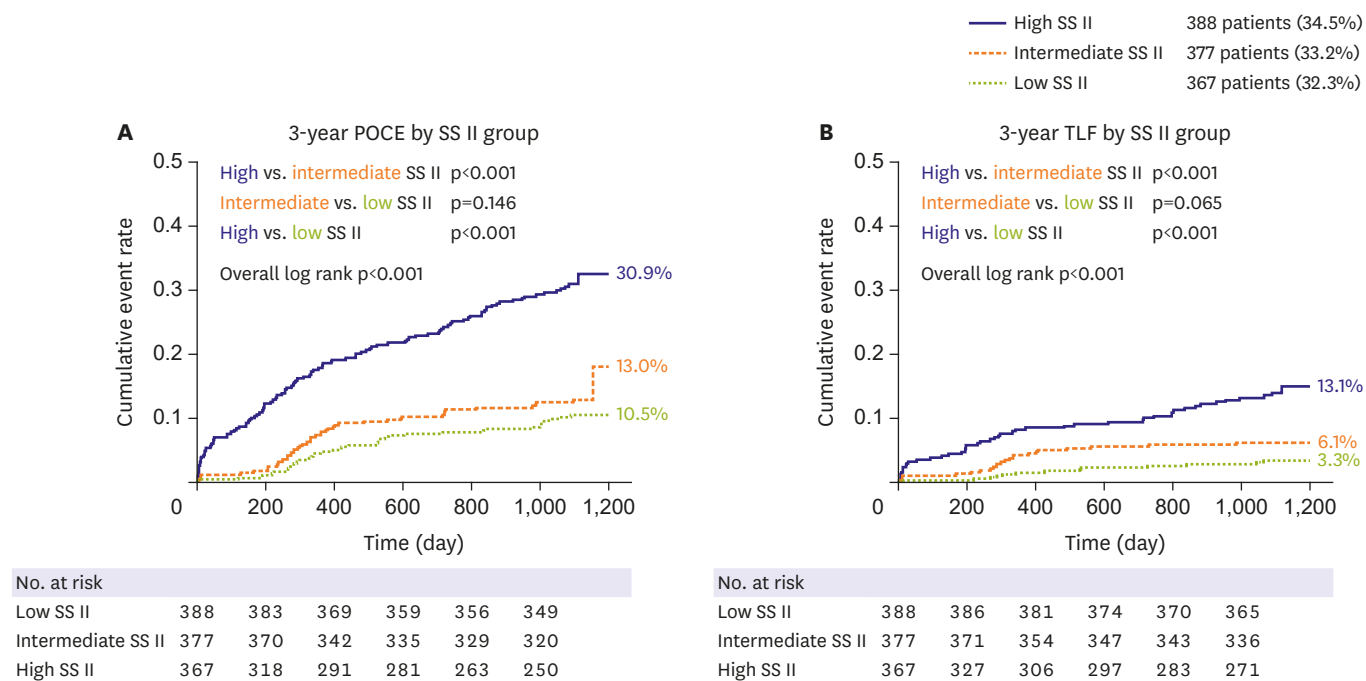 High SS II 388 patients (34.5%)
Intermediate SS II 377 patients (33.2%)
Low SS II 367 patients (32.3%)
A 3-year POCE by SS II group
0.5
0.4
0.3
0.2
0.1
Cumulative event rate
High vs. intermediate SS II p<0.001
Intermediate vs. low SS II p=0.146
High vs. low SS II p<0.001
Overall log rank p<0.001
30.9%
13.0%
10.5%
0 200 400 600 800 1,000 1,200
Time (day)
No. at risk
Low SS II 388 383 369 359 356 349
Intermediate SS II 377 370 342 335 329 320
High SS II 367 318 291 281 263 250
B 3-year TLF by SS II group
0.5
0.4
0.3
0.2
0.1
Cumulative event rate
High vs. intermediate SS II p<0.001
Intermediate vs. low SS II p=0.065
High vs. low SS II p<0.001
Overall log rank p<0.001
13.1%
6.1%
3.3%
0 200 400 600 800 1,000 1,200
Time (day)
No. at risk
Low SS II 388 386 381 374 370 365
Intermediate SS II 377 371 354 347 343 336
High SS II 367 327 306 297 283 271